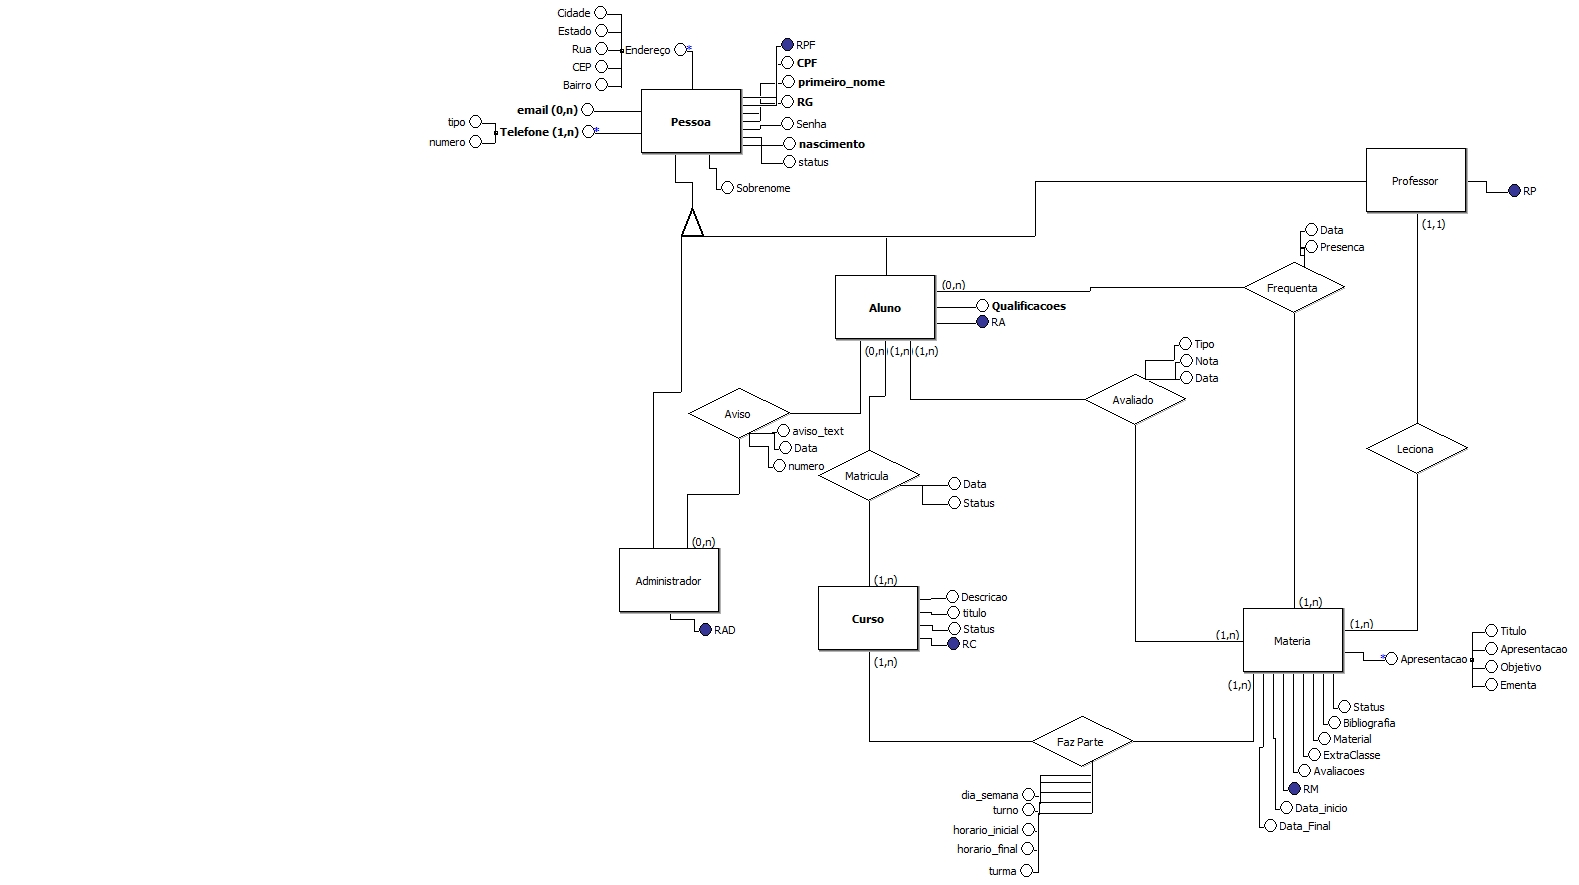 Cidade
Estado
Rua
CEP
Bairro
Endereço
*
RPF
CPF
primeiro_nome
RG
Senha
nascimento
status
Sobrenome
email (0,n)
Telefone (1,n)
*
tipo
numero
Pessoa
Professor
RP
(1,1)
Data
Presenca
Frequenta
(0,n)
Aluno
Qualificacoes
RA
(0,n)
(1,n)
(1,n)
Tipo
Nota
Data
Avaliado
Aviso
aviso_text
Data
numero
Matricula
Data
Status
Leciona
(0,n)
Administrador
RAD
(1,n)
Curso
Descricao
titulo
Status
RC
(1,n)
(1,n)
(1,n)
(1,n)
Materia
(1,n)
*
Apresentacao
Titulo
Apresentacao
Objetivo
Ementa
Status
Bibliografia
Material
ExtraClasse
Avaliacoes
RM
Data_inicio
Data_Final
Faz Parte
dia_semana
turno
horario_inicial
horario_final
turma